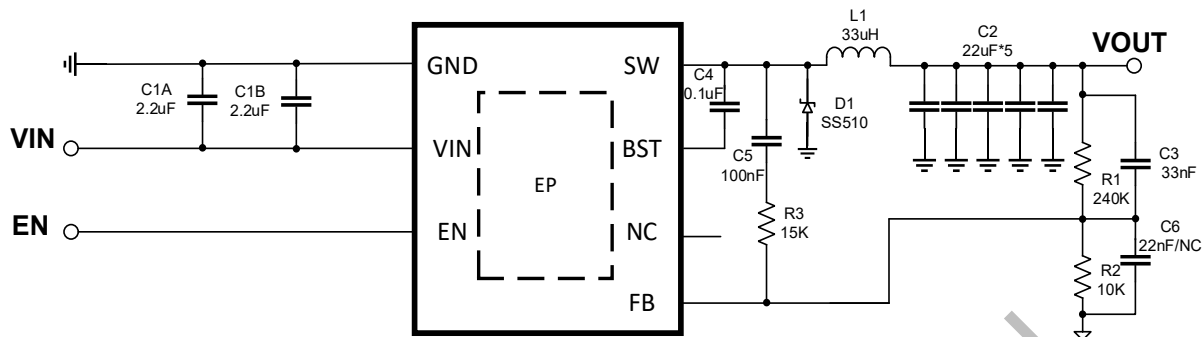 GND
VIN
EN
SW
BST
NC
FB
EP
VIN
EN
C1A
2.2uF
C1B
2.2uF
C4
0.1uF
C5
100nF
R3
15K
D1
SS510
L1
33uH
C2
22uF*5
VOUT
R1
240K
C3
33nF
C6
22nF/NC
R2
10K